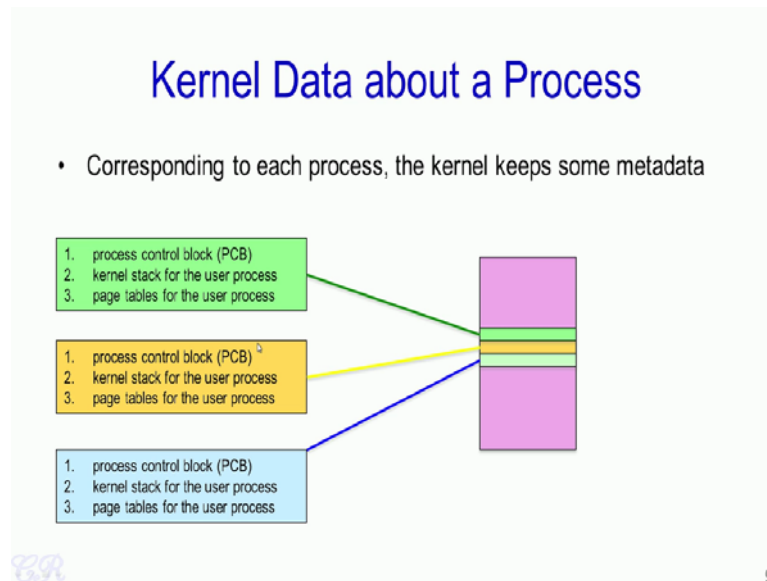 Kernel Data about a Process
• Corresponding to each process, the kernel keeps some metadata
1. process control block (PCB)
2. kernel stack for the user process
3. page tables for the user process
1. process control block (PCB)
2. kernel stack for the user process
3. page tables for the user process
1. process control block (PCB)
2. kernel stack for the user process
3. page tables for the user process
CR